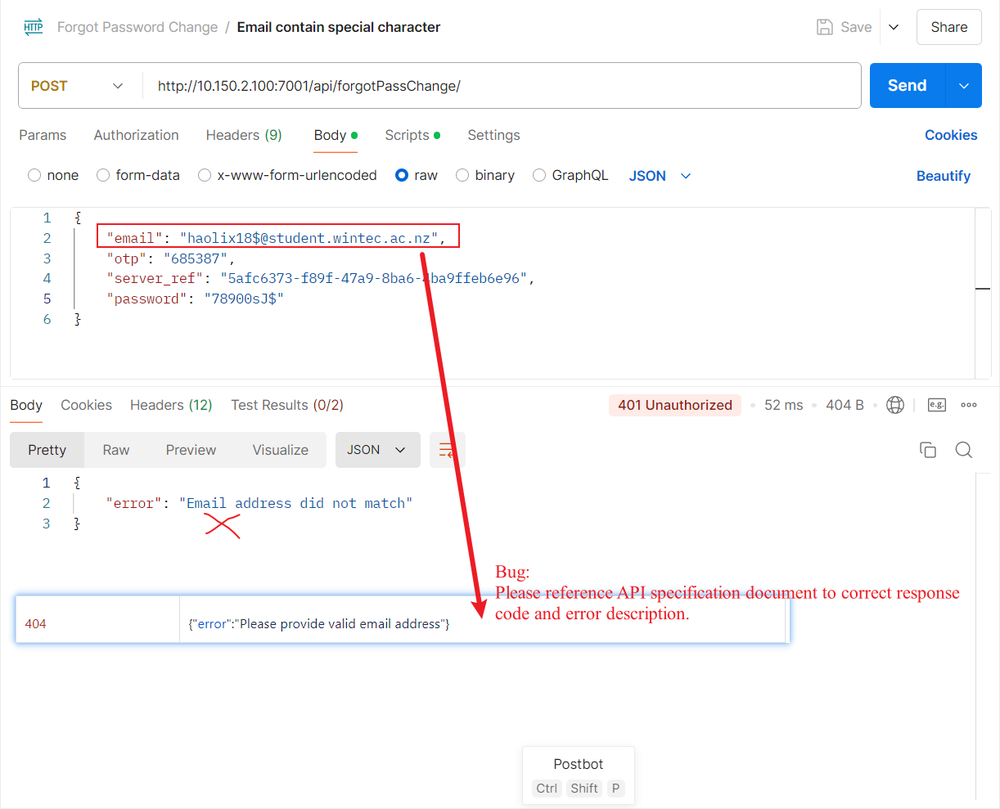 HTTP Forgot Password Change / Email contain special character Save Share
POST http://10.150.2.100:7001/api/forgotPassChange/ Send
Params Authorization Headers (9) Body Scripts Settings Cookies
none form-data x-www-form-urlencoded raw binary GraphQL JSON Beautify
1 {
2 "email": "haolix18$@student.wintec.ac.nz",
3 "otp": "685387",
4 "server_ref": "5afc6373-f89f-47a9-8ba6-4ba9ffeb6e96",
5 "password": "78900sJ$"
6 }
Body Cookies Headers (12) Test Results (0/2) 401 Unauthorized 52 ms 404 B e.g.
Pretty Raw Preview Visualize JSON
1 {
2 "error": "Email address did not match"
3 }
Bug:
Please reference API specification document to correct response
code and error description.
404 {"error":"Please provide valid email address"}
Postbot
Ctrl Shift P